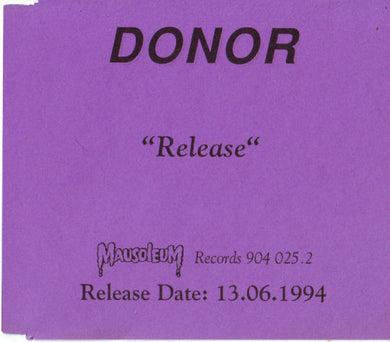 DONOR
“Release“
MAUSOLEUM Records 904 025.2
Release Date: 13.06.1994